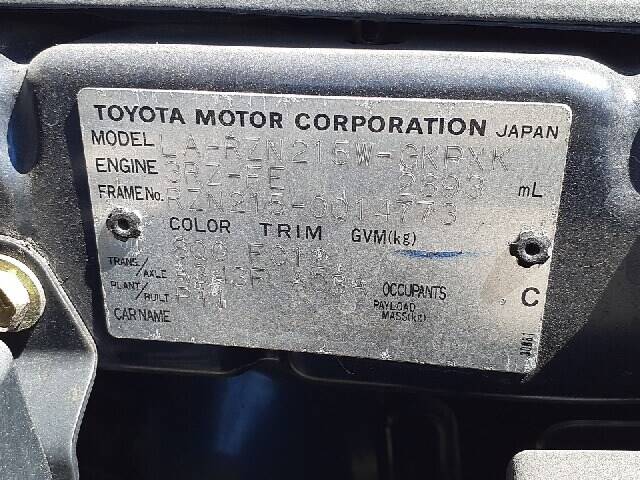 TOYOTA MOTOR CORPORATION JAPAN
MODEL LA-RZN215W-GKPXK
ENGINE 3RZ-FE 2693 mL
FRAME No. RZN215-0014773
COLOR TRIM GVM(kg)
TRANS/AXLE
PLANT/BUILT P11 OCCUPANTS C
CAR NAME PAYLOAD MASS(kg)